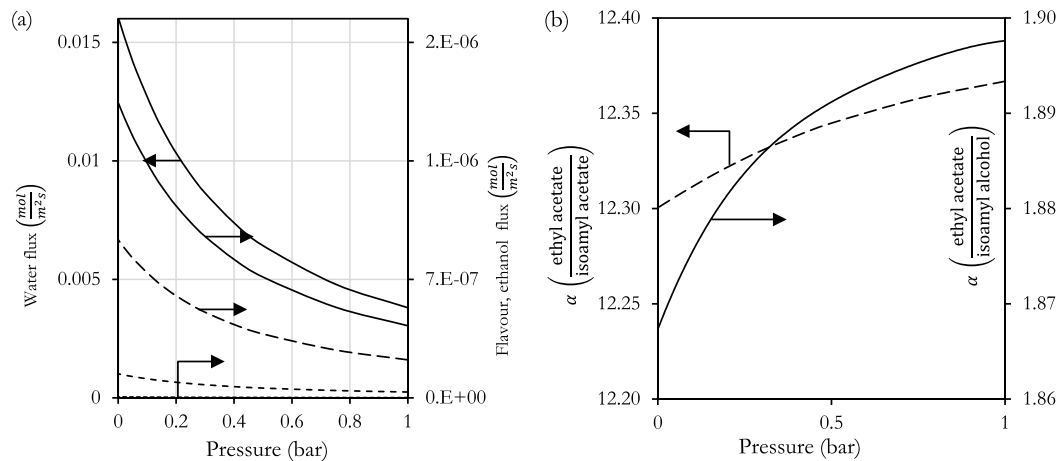 (a)
0.015
0.01
0.005
0
Water flux (mol/m²s)
2.E-06
1.E-06
7.E-07
0.E+00
Flavour, ethanol flux (mol/m²s)
0 0.2 0.4 0.6 0.8 1
Pressure (bar)
(b)
12.40
12.35
12.30
12.25
12.20
α (ethyl acetate/isoamyl acetate)
1.90
1.89
1.88
1.87
1.86
α (ethyl acetate/isoamyl alcohol)
0 0.5 1
Pressure (bar)